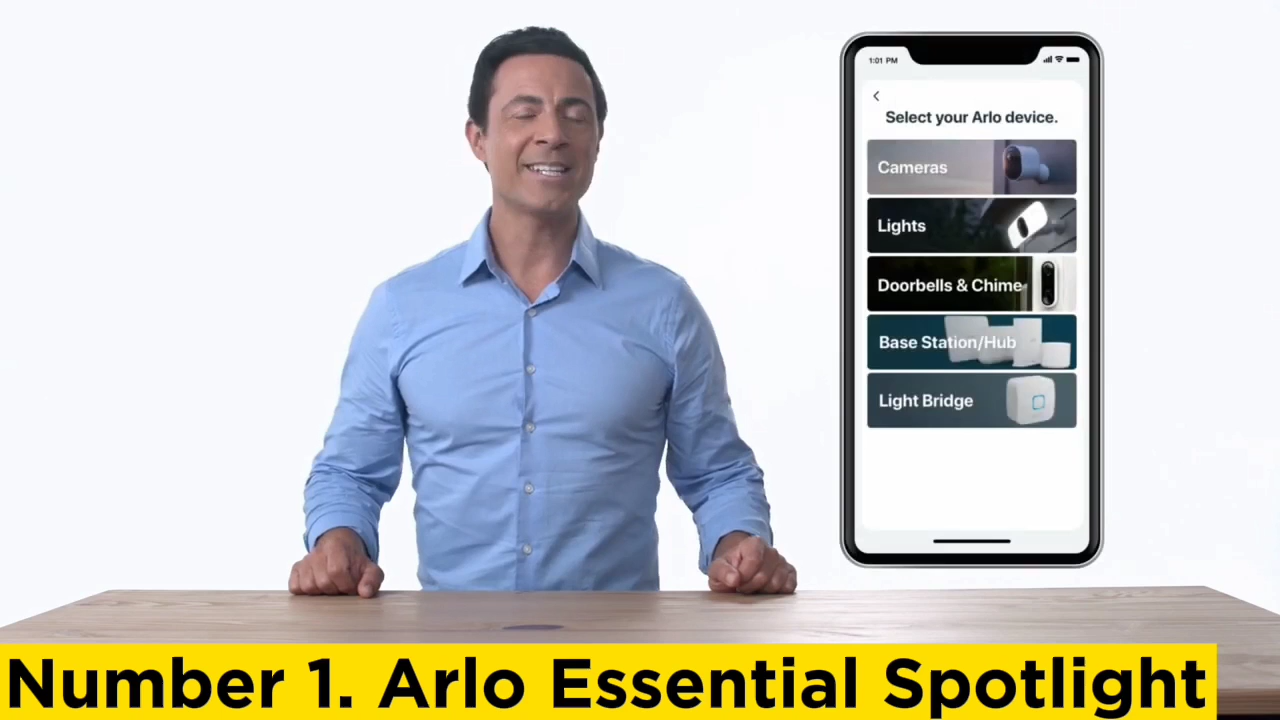 1:01 PM
Select your Arlo device.
Cameras
Lights
Doorbells & Chime
Base Station/Hub
Light Bridge
Number 1. Arlo Essential Spotlight